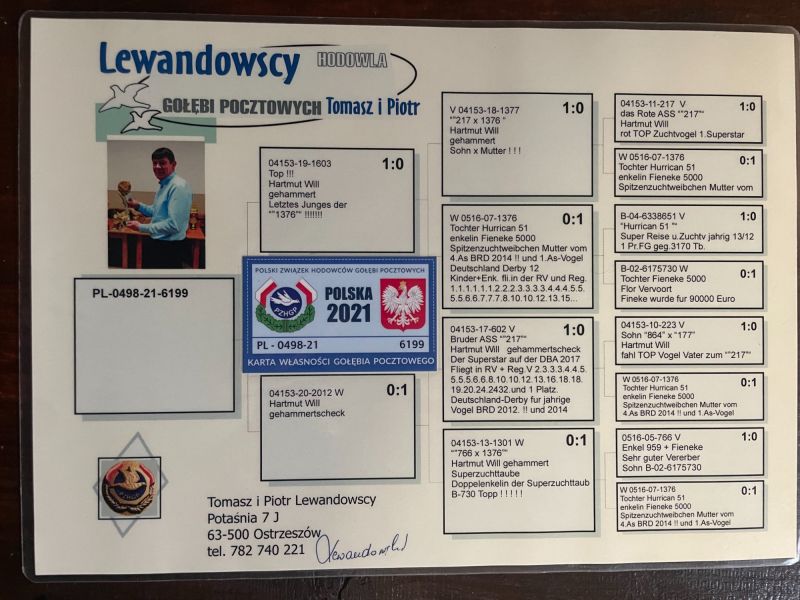 Lewandowscy HODOWLA
GOŁĘBI POCZTOWYCH Tomasz i Piotr
PL-0498-21-6199
04153-19-1603 1:0
Top !!!
Hartmut Will
gehammert
Letztes Junges der
""1376"" !!!!!!!
POLSKI ZWIĄZEK HODOWCÓW GOŁĘBI POCZTOWYCH
PZHGP
POLSKA
2021
PL - 0498-21 6199
KARTA WŁASNOŚCI GOŁĘBIA POCZTOWEGO
04153-20-2012 W 0:1
Hartmut Will
gehammertscheck
V 04153-18-1377 1:0
""217 x 1376 "
Hartmut Will
gehammert
Sohn x Mutter ! ! !
W 0516-07-1376 0:1
Tochter Hurrican 51
enkelin Fieneke 5000
Spitzenzuchtweibchen Mutter vom
4.As BRD 2014 !! und 1.As-Vogel
Deutschland Derby 12
Kinder+Enk. fli.in der RV und Reg.
1.1.1.1.1.1.2.2.2.2.3.3.3.4.4.4.5.5.
5.5.6.6.7.7.7.8.10.10.12.13.15...
04153-17-602 V 1:0
Bruder ASS ""217""
Hartmut Will gehammertscheck
Der Superstar auf der DBA 2017
Fliegt in RV + Reg.V 2.3.3.3.4.4.5.
5.5.5.6.6.8.10.10.12.13.16.18.18.
19.20.24.2432.und 1 Platz.
Deutschland-Derby fur jahrige
Vogel BRD 2012. !! und 2014
04153-13-1301 W 0:1
""766 x 1376""
Hartmut Will gehammert
Superzuchttaube
Doppelenkelin der Superzuchttaub
B-730 Topp ! ! ! ! !
04153-11-217 V 1:0
das Rote ASS ""217""
Hartmut Will
rot TOP Zuchtvogel 1.Superstar
W 0516-07-1376 0:1
Tochter Hurrican 51
enkelin Fieneke 5000
Spitzenzuchtweibchen Mutter vom
B-04-6338651 V 1:0
"Hurrican 51 "
Super Reise u.Zuchtv jahrig 13/12
1 Pr.FG geg.3170 Tb.
B-02-6175730 W 0:1
Tochter Fieneke 5000
Flor Vervoort
Fineke wurde fur 90000 Euro
04153-10-223 V 1:0
Sohn "864" x "177"
Hartmut Will
fahl TOP Vogel Vater zum ""217""
W 0516-07-1376 0:1
Tochter Hurrican 51
enkelin Fieneke 5000
Spitzenzuchtweibchen Mutter vom
4.As BRD 2014 !! und 1.As-Vogel
0516-05-766 V 1:0
Enkel 959 + Fieneke
Sehr guter Vererber
Sohn B-02-6175730
W 0516-07-1376 0:1
Tochter Hurrican 51
enkelin Fieneke 5000
Spitzenzuchtweibchen Mutter vom
4.As BRD 2014 !! und 1.As-Vogel
PZHGP
Tomasz i Piotr Lewandowscy
Potaśnia 7 J
63-500 Ostrzeszów
tel. 782 740 221